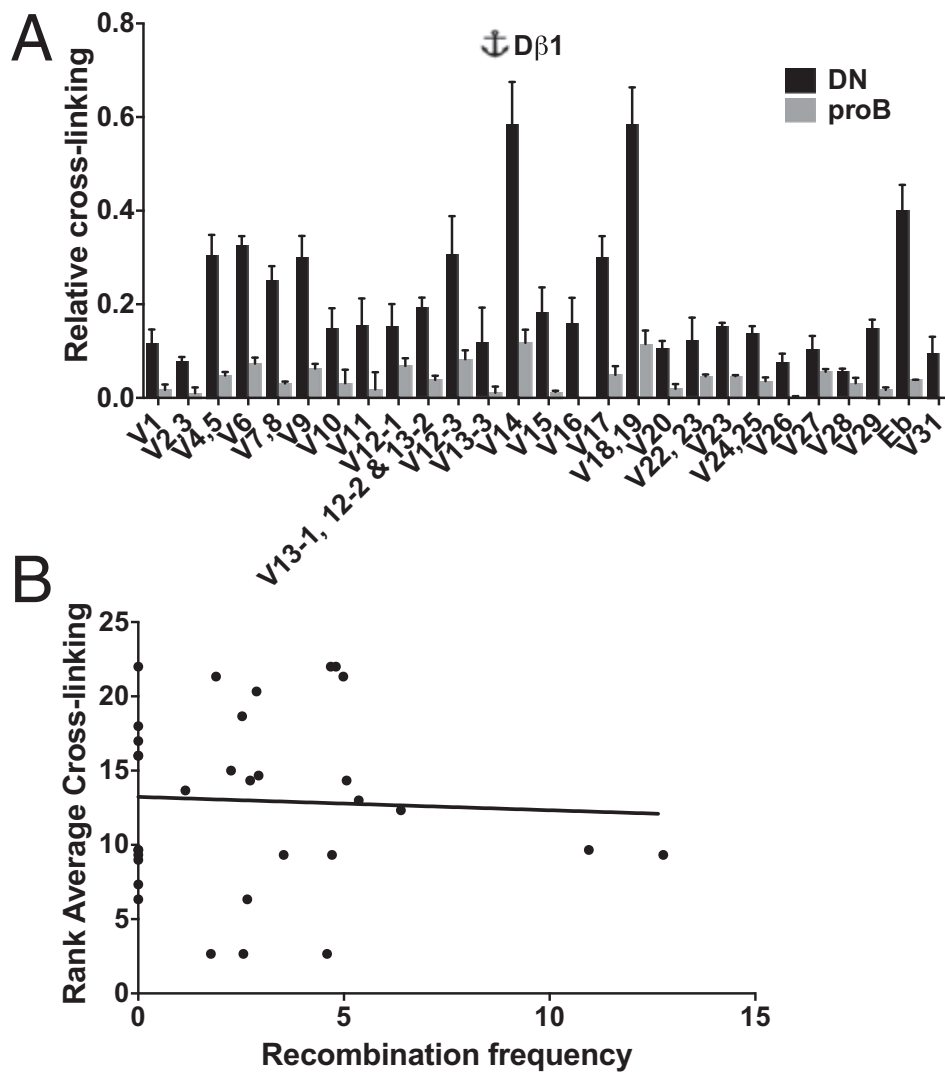 A
0.8
0.6
0.4
0.2
0.0
Relative cross-linking
Dβ1
DN
proB
V1
V2,3
V4,5
V6
V7,8
V9
V10
V11
V12-1
V13-1, 12-2 & 13-2
V12-3
V13-3
V14
V15
V16
V17
V18,19
V20
V22, 23
V23
V24,25
V26
V27
V28
V29
Eb
V31
B
25
20
15
10
5
0
Rank Average Cross-linking
0 5 10 15
Recombination frequency